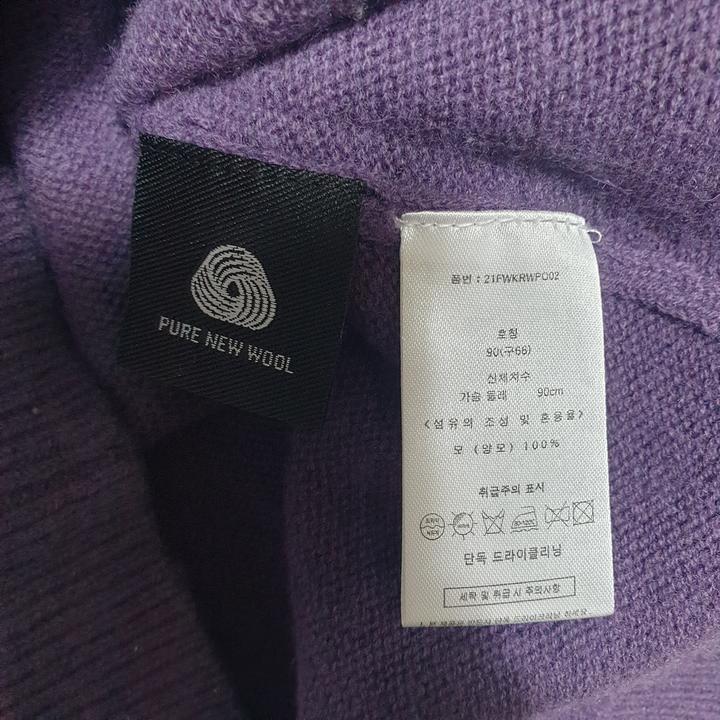 PURE NEW WOOL
품번 : 21FWKRWPO02
호칭
90(구66)
신체치수
가슴 둘레 90cm
<섬유의 조성 및 혼용율>
모 (양모) 100%
취급주의 표시
단독 드라이클리닝
세탁 및 취급 시 주의사항